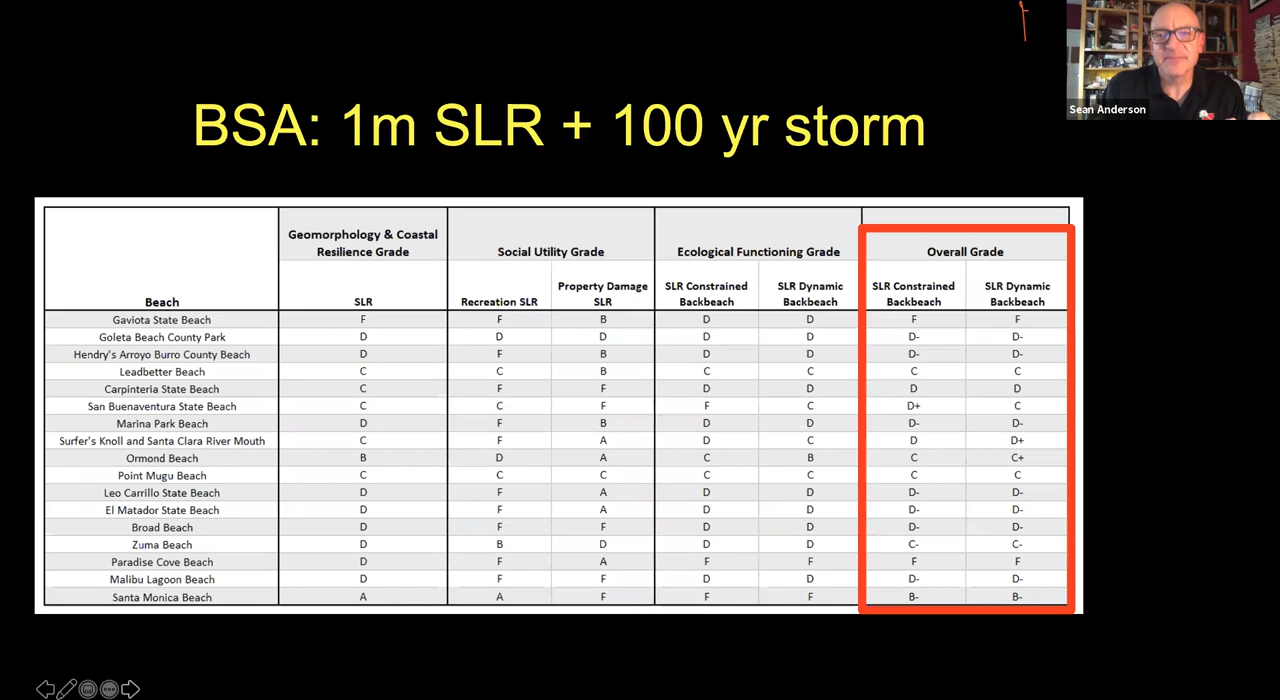 Sean Anderson
BSA: 1m SLR + 100 yr storm
Geomorphology & Coastal Resilience Grade Social Utility Grade Ecological Functioning Grade Overall Grade
Beach SLR Recreation SLR Property Damage SLR SLR Constrained Backbeach SLR Dynamic Backbeach SLR Constrained Backbeach SLR Dynamic Backbeach
Gaviota State Beach F F B D D F F
Goleta Beach County Park D D D D D D- D-
Hendry's Arroyo Burro County Beach D F B D D D- D-
Leadbetter Beach C C B C C C C
Carpinteria State Beach C F F D D D D
San Buenaventura State Beach C C F F C D+ C
Marina Park Beach D F B D D D- D-
Surfer's Knoll and Santa Clara River Mouth C F A D C D D+
Ormond Beach B D A C B C C+
Point Mugu Beach C C C C C C C
Leo Carrillo State Beach D F A D D D- D-
El Matador State Beach D F A D D D- D-
Broad Beach D F F D D D- D-
Zuma Beach D B D D D C- C-
Paradise Cove Beach D F A F F F F
Malibu Lagoon Beach D F F D D D- D-
Santa Monica Beach A A F F F B- B-